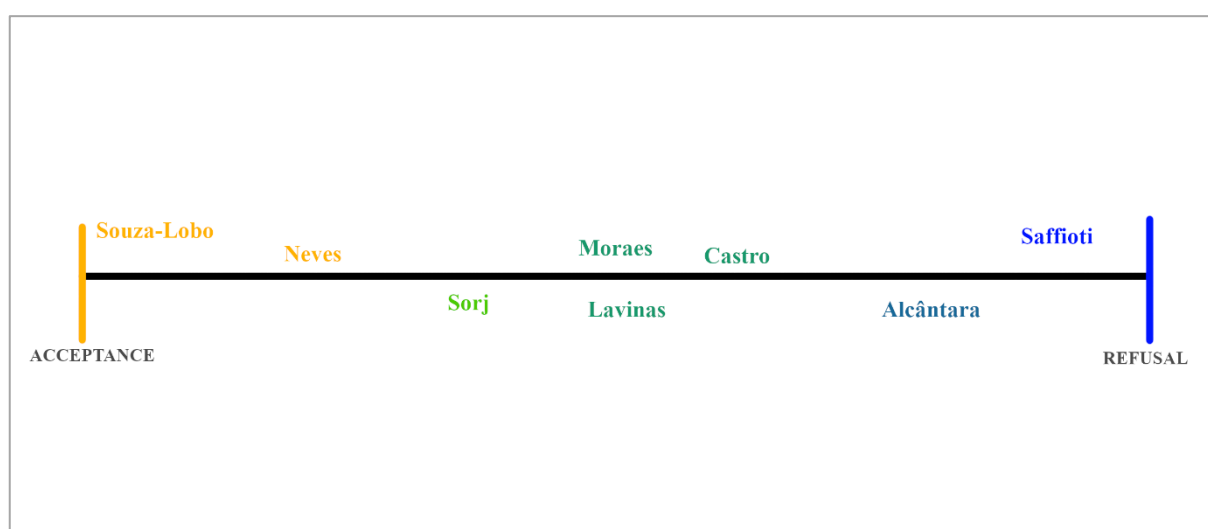 Souza-Lobo
Neves
Moraes
Castro
Saffioti
Sorj
Lavinas
Alcântara
ACCEPTANCE
REFUSAL